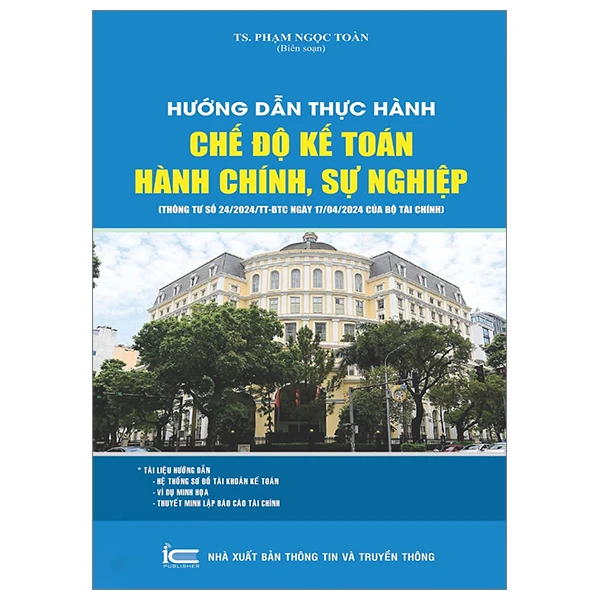 TS. PHẠM NGỌC TOÀN
(Biên soạn)
HƯỚNG DẪN THỰC HÀNH
CHẾ ĐỘ KẾ TOÁN
HÀNH CHÍNH, SỰ NGHIỆP
(THÔNG TƯ SỐ 24/2024/TT-BTC NGÀY 17/04/2024 CỦA BỘ TÀI CHÍNH)
* TÀI LIỆU HƯỚNG DẪN
- HỆ THỐNG SƠ ĐỒ TÀI KHOẢN KẾ TOÁN
- VÍ DỤ MINH HỌA
- THUYẾT MINH LẬP BÁO CÁO TÀI CHÍNH
ic
PUBLISHER
NHÀ XUẤT BẢN THÔNG TIN VÀ TRUYỀN THÔNG